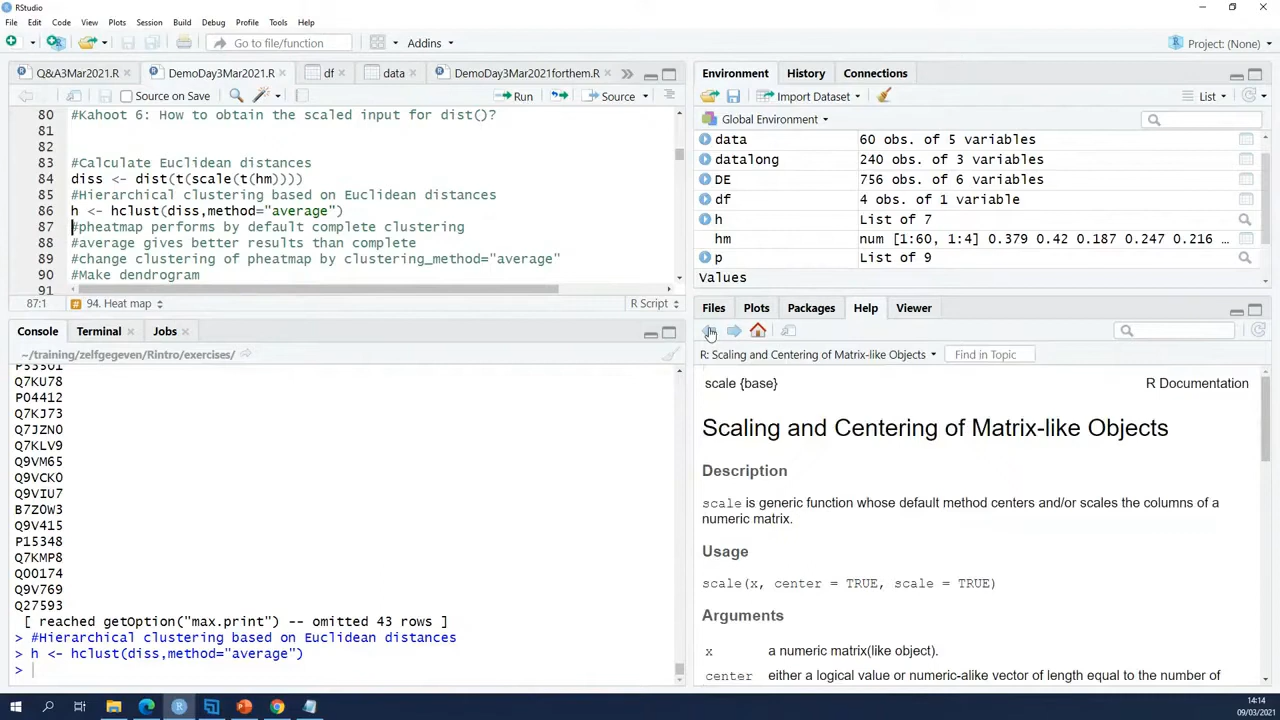 RStudio
File Edit Code View Plots Session Build Debug Profile Tools Help
Go to file/function
Addins
Project: (None)
Q&A3Mar2021.R
DemoDay3Mar2021.R
df
data
DemoDay3Mar2021forthem.R
Source on Save
Run
Source
80 #Kahoot 6: How to obtain the scaled input for dist()?
81
82
83 #Calculate Euclidean distances
84 diss <- dist(t(scale(t(hm))))
85 #Hierarchical clustering based on Euclidean distances
86 h <- hclust(diss,method="average")
87 #pheatmap performs by default complete clustering
88 #average gives better results than complete
89 #change clustering of pheatmap by clustering_method="average"
90 #Make dendrogram
91
87:1
94. Heat map
R Script
Console Terminal Jobs
~/training/zelfgegeven/Rintro/exercises/
P53501
Q7KU78
P04412
Q7KJ73
Q7JZN0
Q7KLV9
Q9VM65
Q9VCK0
Q9VIU7
B7Z0W3
Q9V415
P15348
Q7KMP8
Q00174
Q9V769
Q27593
[ reached getOption("max.print") -- omitted 43 rows ]
> #Hierarchical clustering based on Euclidean distances
> h <- hclust(diss,method="average")
>
Environment History Connections
Import Dataset
List
Global Environment
data 60 obs. of 5 variables
datalong 240 obs. of 3 variables
DE 756 obs. of 6 variables
df 4 obs. of 1 variable
h List of 7
hm num [1:60, 1:4] 0.379 0.42 0.187 0.247 0.216 ...
p List of 9
Values
Files Plots Packages Help Viewer
R: Scaling and Centering of Matrix-like Objects
Find in Topic
scale {base}
R Documentation
Scaling and Centering of Matrix-like Objects
Description
scale is generic function whose default method centers and/or scales the columns of a
numeric matrix.
Usage
scale(x, center = TRUE, scale = TRUE)
Arguments
x a numeric matrix(like object).
center either a logical value or numeric-alike vector of length equal to the number of
14:14
09/03/2021